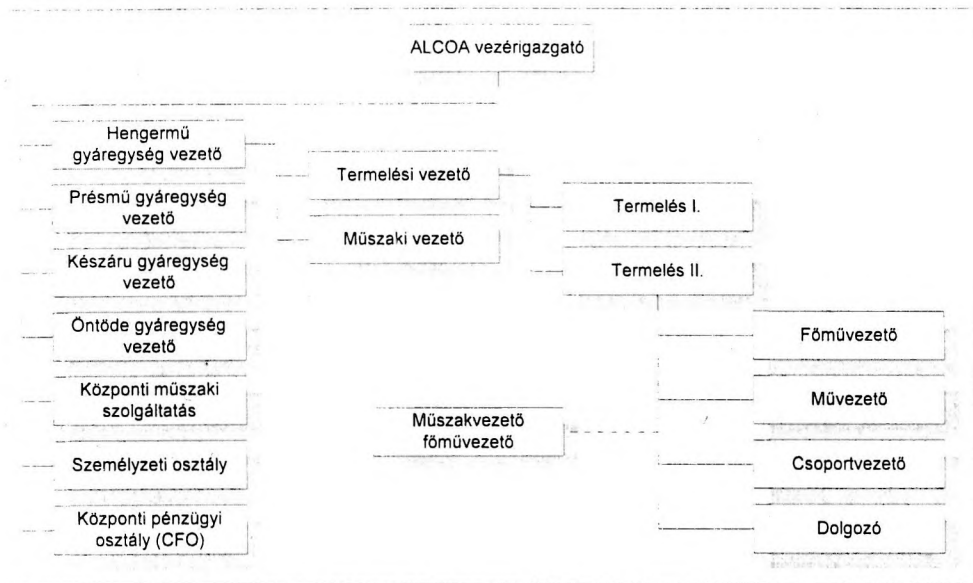 ALCOA vezérigazgató
Hengermű
gyáregység vezető
Présmű gyáregység
vezető
Készáru gyáregység
vezető
Öntöde gyáregység
vezető
Központi műszaki
szolgáltatás
Személyzeti osztály
Központi pénzügyi
osztály (CFO)
Termelési vezető
Műszaki vezető
Termelés I.
Termelés II.
Műszakvezető
főművezető
Főművezető
Művezető
Csoportvezető
Dolgozó